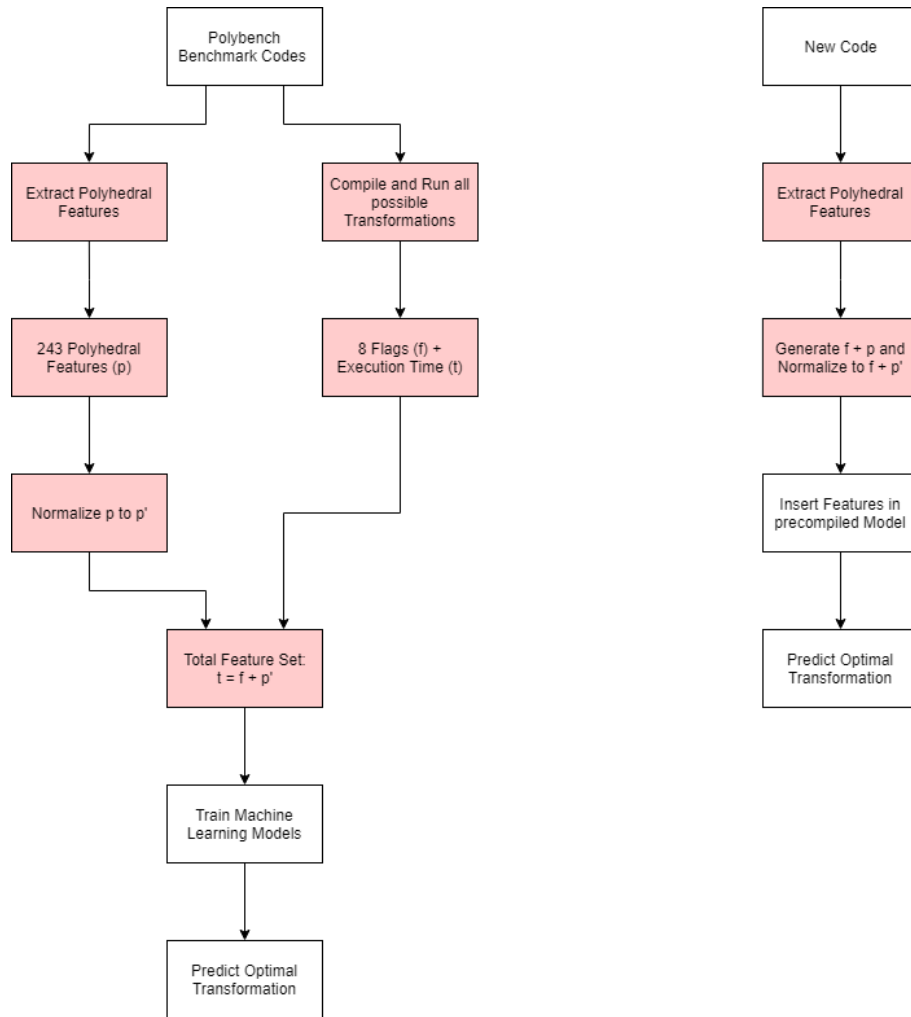 Polybench
Benchmark Codes
Extract Polyhedral
Features
Compile and Run all
possible
Transformations
243 Polyhedral
Features (p)
8 Flags (f) +
Execution Time (t)
Normalize p to p'
Total Feature Set:
t = f + p'
Train Machine
Learning Models
Predict Optimal
Transformation
New Code
Extract Polyhedral
Features
Generate f + p and
Normalize to f + p'
Insert Features in
precompiled Model
Predict Optimal
Transformation